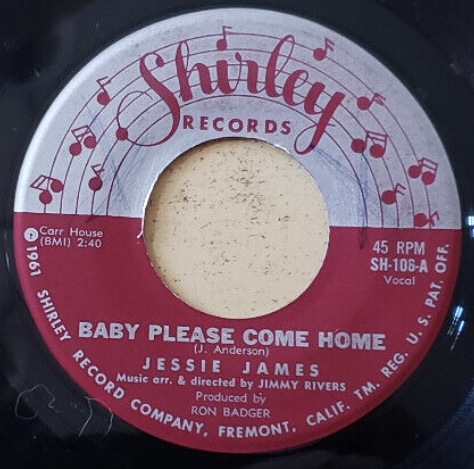 Shirley
RECORDS
Carr House
(BMI) 2:40
45 RPM
SH-106-A
Vocal
BABY PLEASE COME HOME
(J. Anderson)
JESSIE JAMES
Music arr. & directed by JIMMY RIVERS
Produced by
RON BADGER
©1961 SHIRLEY RECORD COMPANY, FREMONT, CALIF. TM. REG. U.S. PAT. OFF.